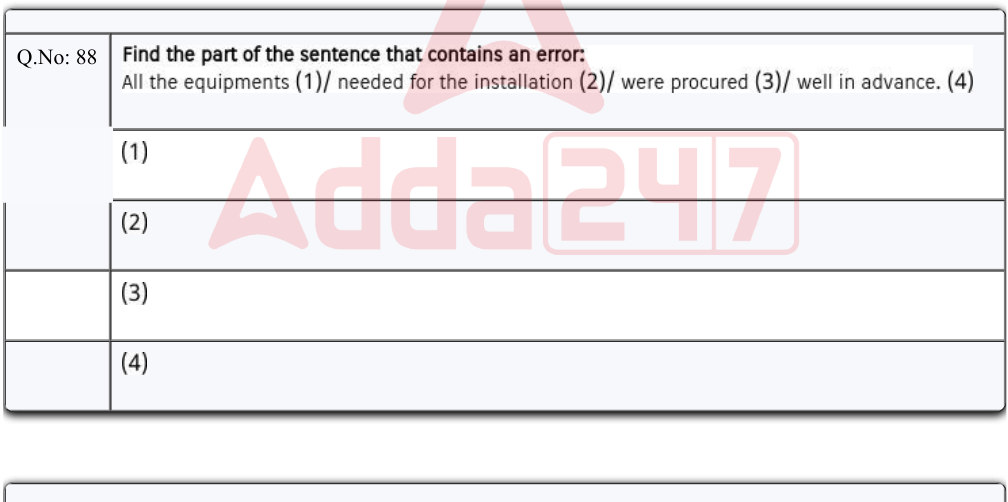 Q.No: 88
Find the part of the sentence that contains an error:
All the equipments (1)/ needed for the installation (2)/ were procured (3)/ well in advance. (4)
(1)
Adda247
(2)
(3)
(4)